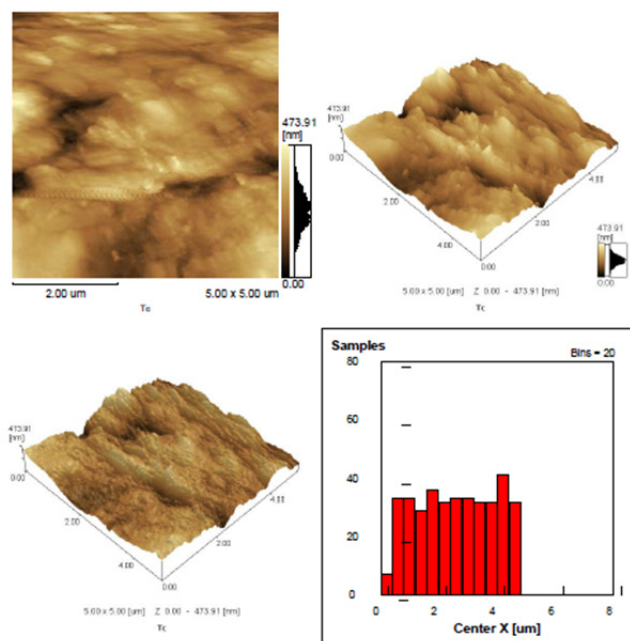 473.91
[nm]
0.00
2.00 um
5.00 x 5.00 um
473.91
[nm]
0.00
2.00
4.00
4.00
2.00
0.00
473.91
[nm]
0.00
5.00 x 5.00 [um] Z 0.00 - 473.91 [nm]
Tc
473.91
[nm]
0.00
2.00
4.00
4.00
2.00
0.00
5.00 x 5.00 [um] Z 0.00 - 473.91 [nm]
Tc
Samples
Bins = 20
80
60
40
20
0
0 2 4 6 8
Center X [um]